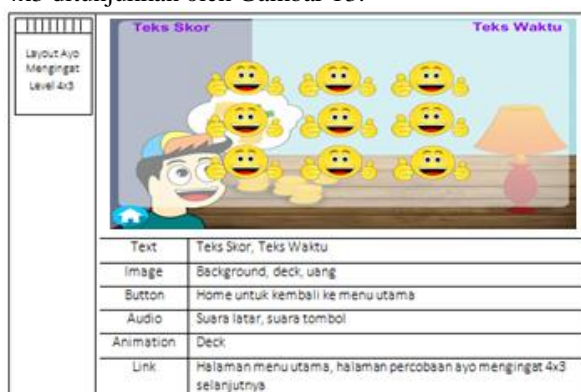 4x3 ditunjukkan oleh Gambar 13.
Layout Ayo
Mengingat
Level 4x3
Teks Skor
Teks Waktu
Text
Teks Skor, Teks Waktu
Image
Background, deck, uang
Button
Home untuk kembali ke menu utama
Audio
Suara latar, suara tombol
Animation
Deck
Link
Halaman menu utama, halaman percobaan ayo mengingat 4x3
selanjutnya